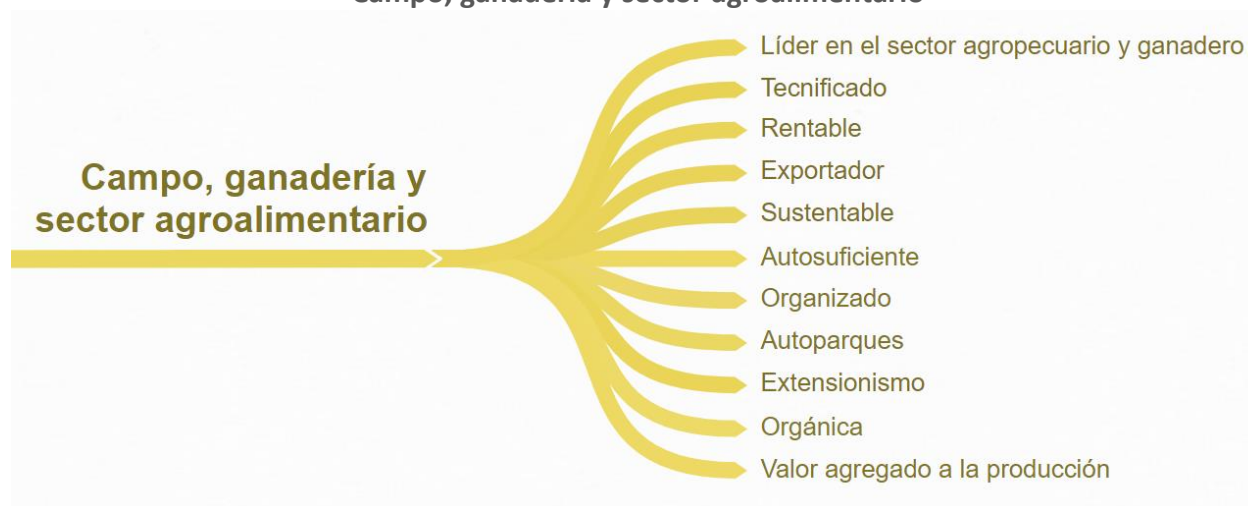 Campo, ganadería y sector agroalimentario
Campo, ganadería y
sector agroalimentario
Líder en el sector agropecuario y ganadero
Tecnificado
Rentable
Exportador
Sustentable
Autosuficiente
Organizado
Autoparques
Extensionismo
Orgánica
Valor agregado a la producción